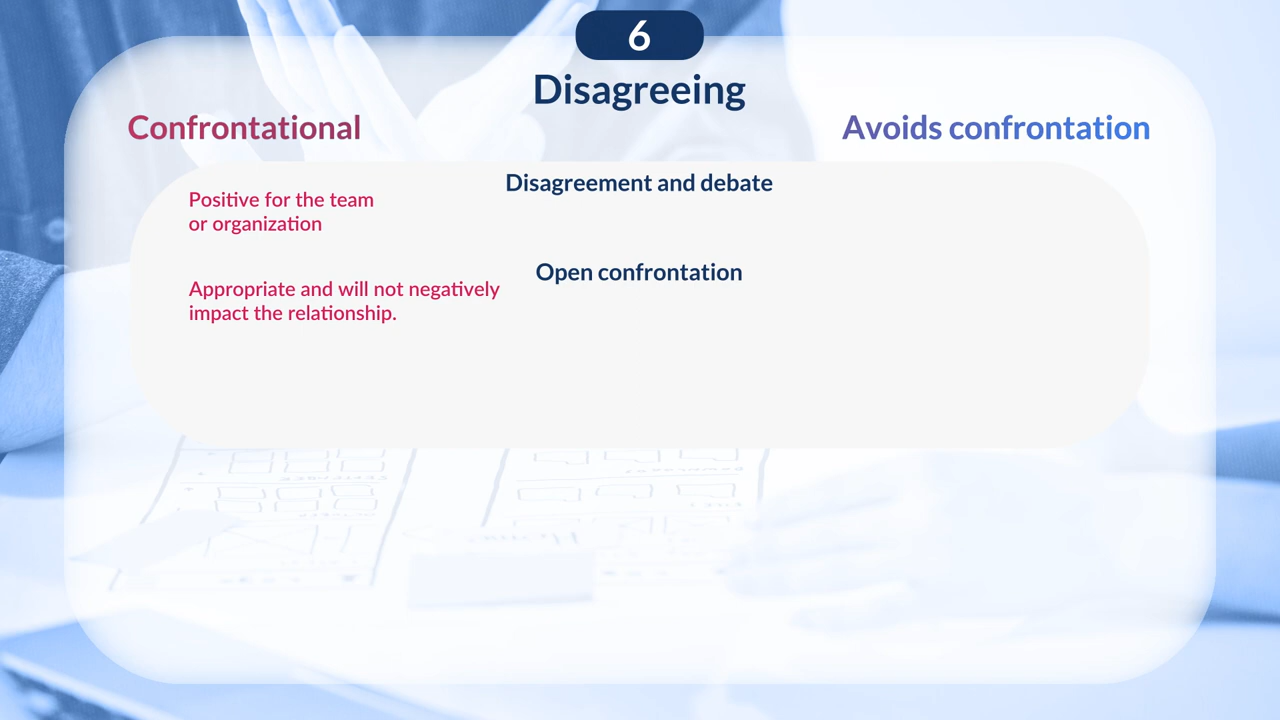 6
Disagreeing
Confrontational
Avoids confrontation
Disagreement and debate
Positive for the team
or organization
Open confrontation
Appropriate and will not negatively
impact the relationship.